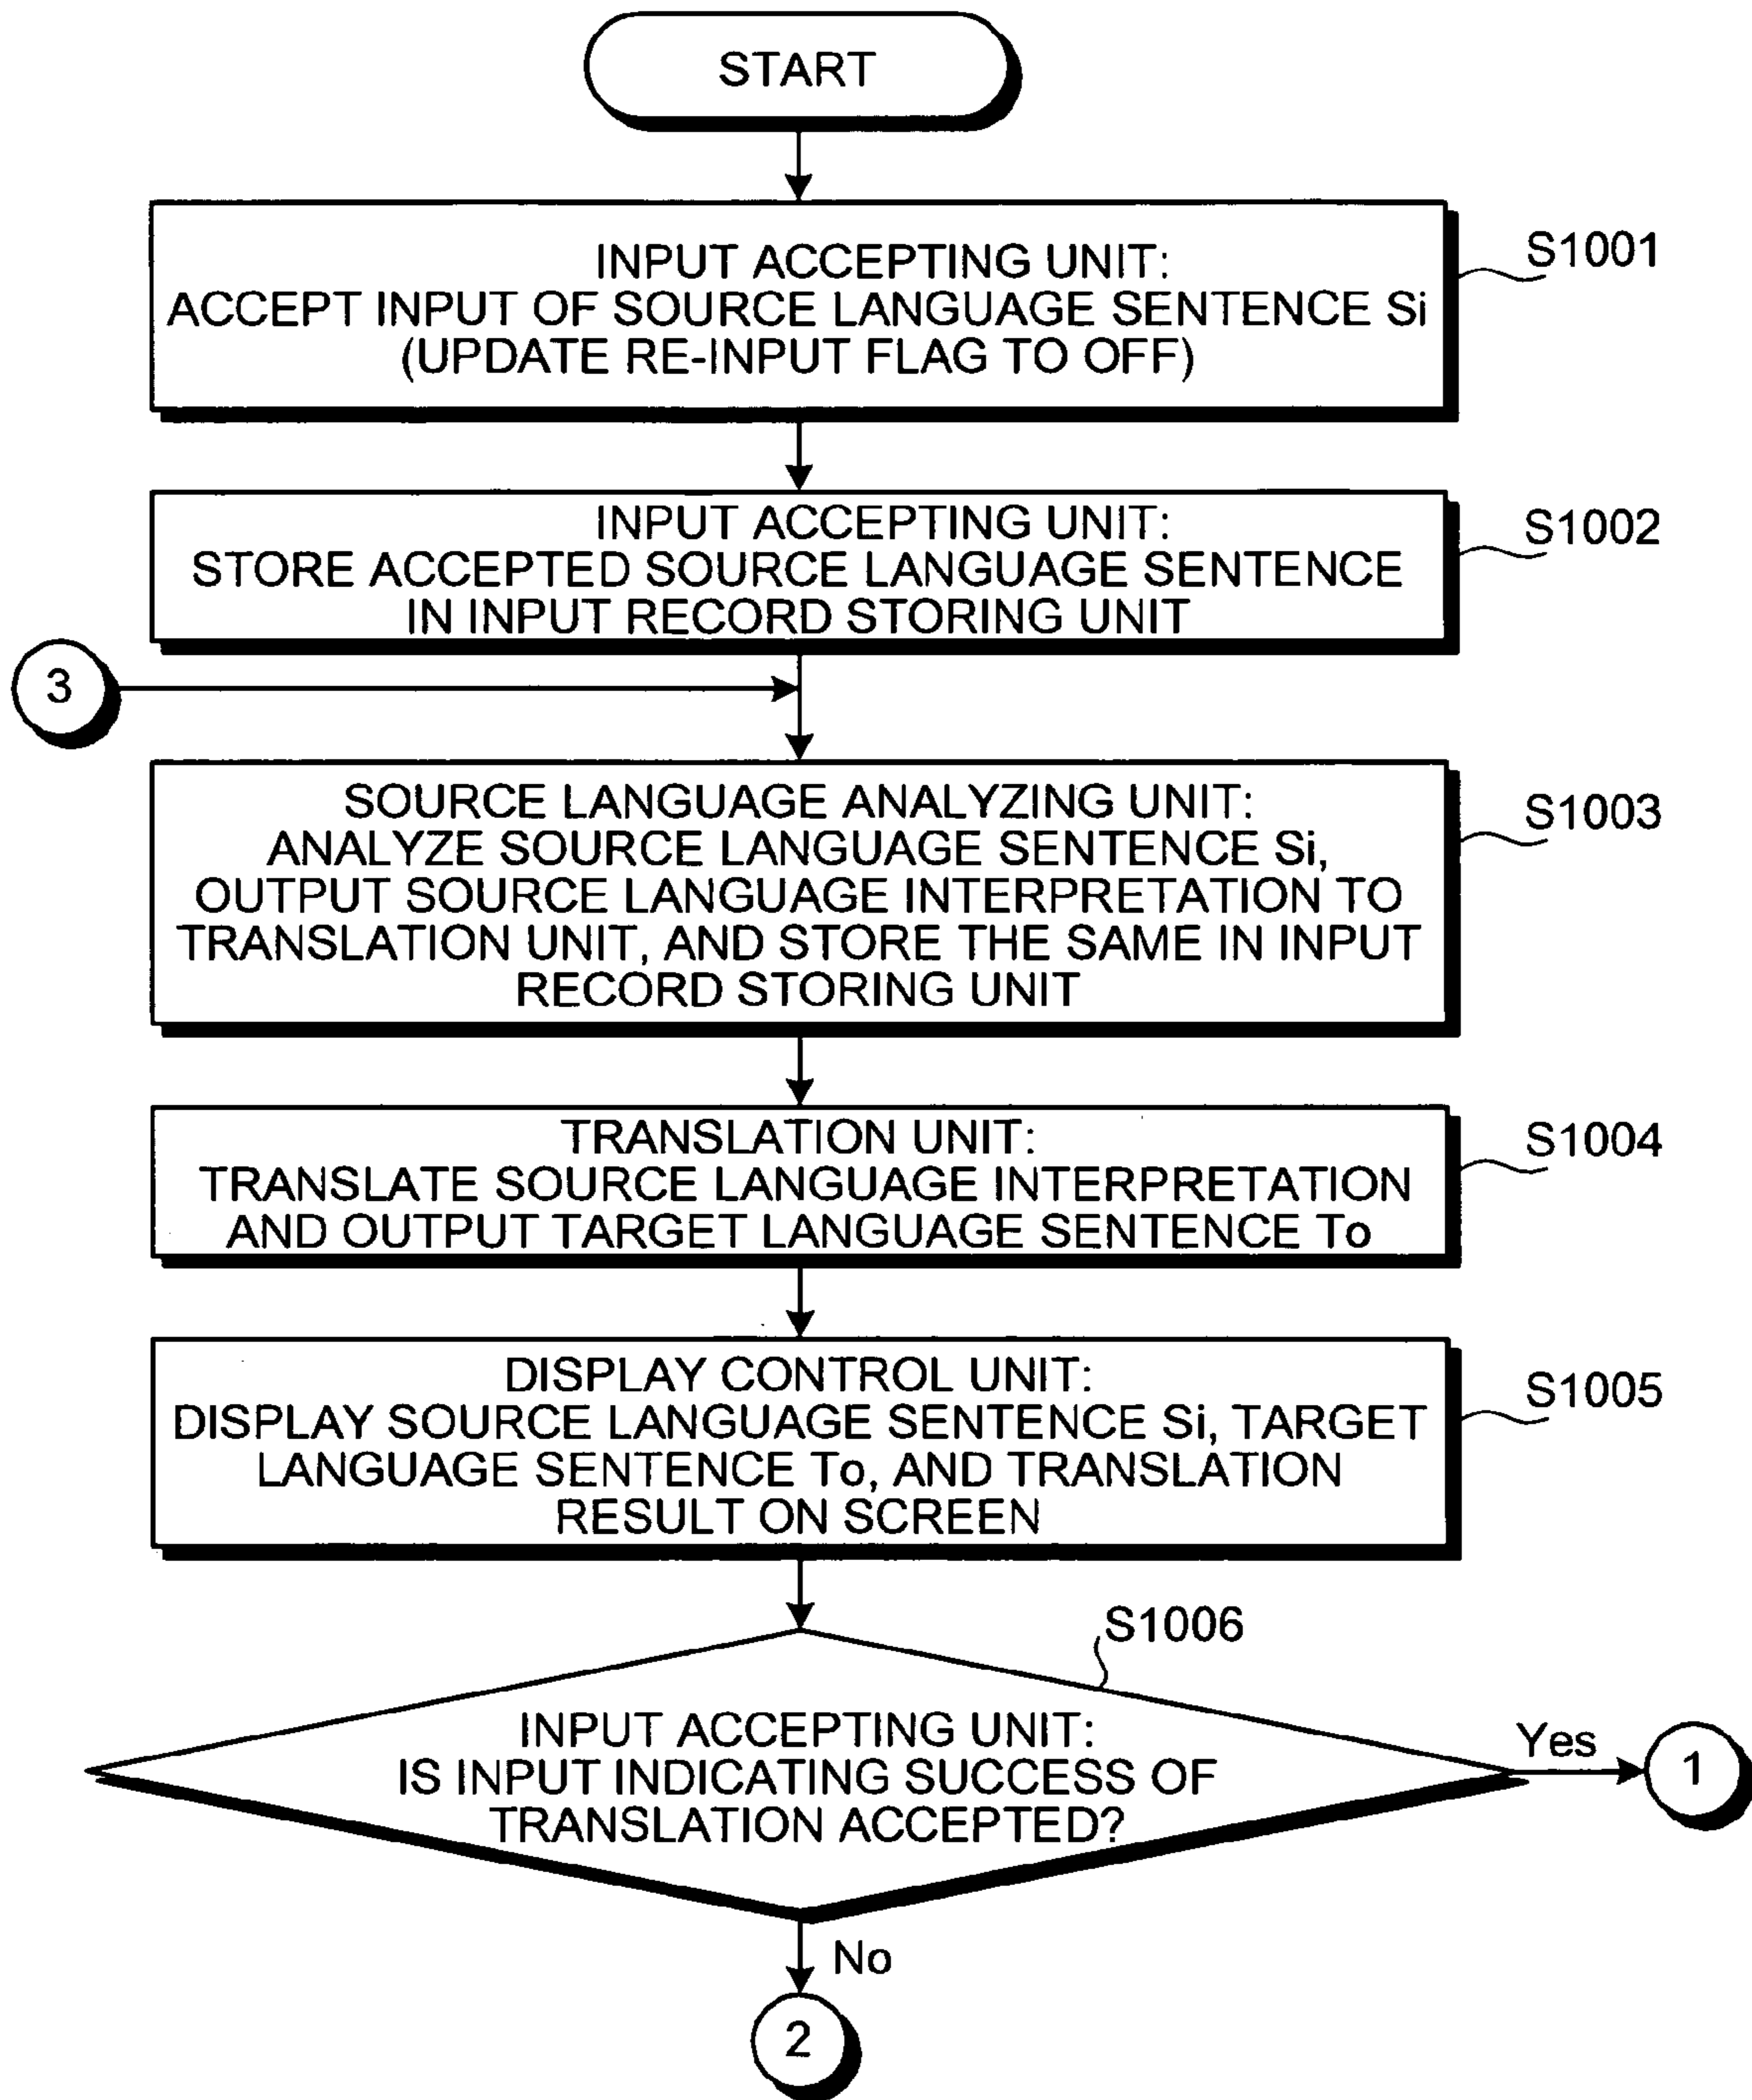 START
INPUT ACCEPTING UNIT:
ACCEPT INPUT OF SOURCE LANGUAGE SENTENCE Si
(UPDATE RE-INPUT FLAG TO OFF)
S1001
INPUT ACCEPTING UNIT:
STORE ACCEPTED SOURCE LANGUAGE SENTENCE
IN INPUT RECORD STORING UNIT
S1002
3
SOURCE LANGUAGE ANALYZING UNIT:
ANALYZE SOURCE LANGUAGE SENTENCE Si,
OUTPUT SOURCE LANGUAGE INTERPRETATION TO
TRANSLATION UNIT, AND STORE THE SAME IN INPUT
RECORD STORING UNIT
S1003
TRANSLATION UNIT:
TRANSLATE SOURCE LANGUAGE INTERPRETATION
AND OUTPUT TARGET LANGUAGE SENTENCE To
S1004
DISPLAY CONTROL UNIT:
DISPLAY SOURCE LANGUAGE SENTENCE Si, TARGET
LANGUAGE SENTENCE To, AND TRANSLATION
RESULT ON SCREEN
S1005
S1006
INPUT ACCEPTING UNIT:
IS INPUT INDICATING SUCCESS OF
TRANSLATION ACCEPTED?
Yes
1
No
2